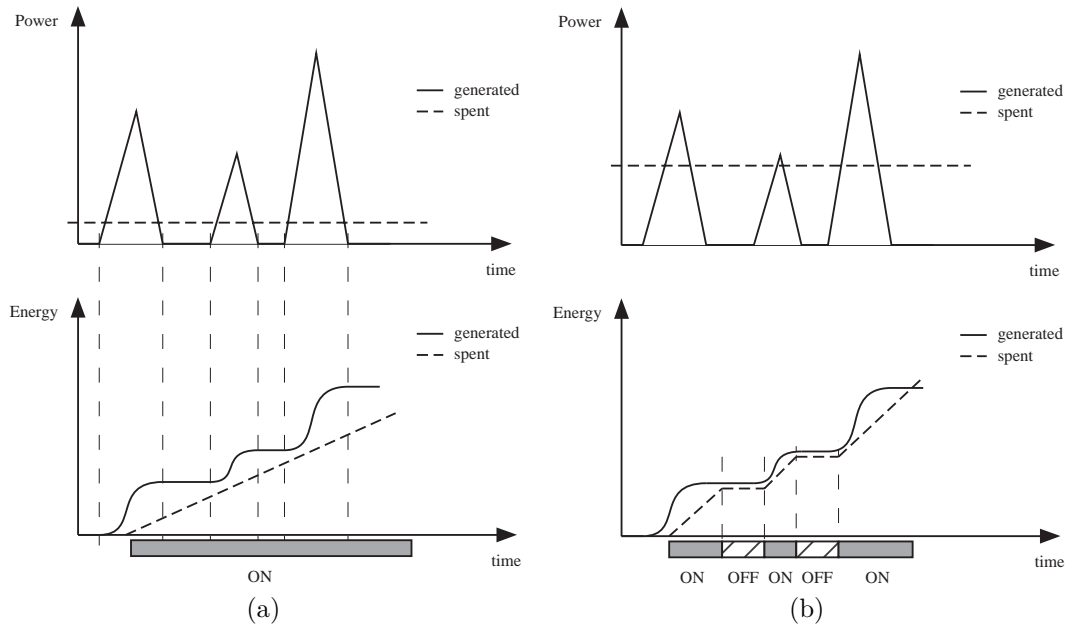 Power
generated
spent
time
Energy
generated
spent
time
ON
(a)
Power
generated
spent
time
Energy
generated
spent
time
ON OFF ON OFF ON
(b)